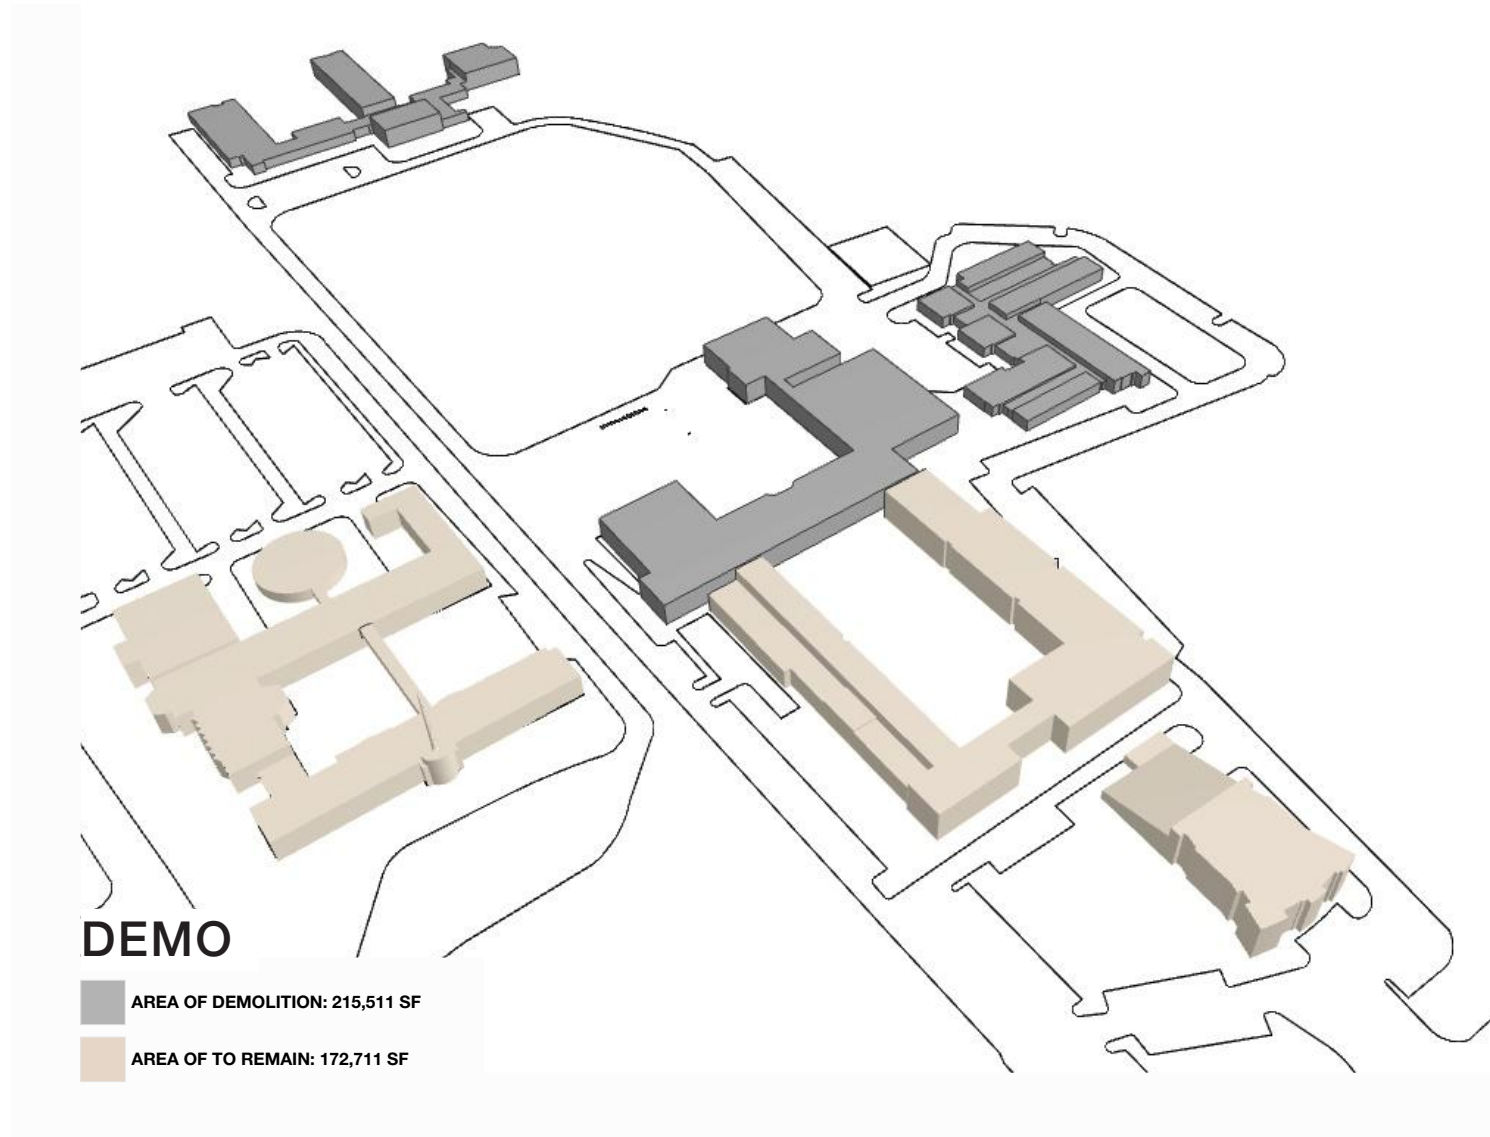 DEMO
AREA OF DEMOLITION: 215,511 SF
AREA OF TO REMAIN: 172,711 SF